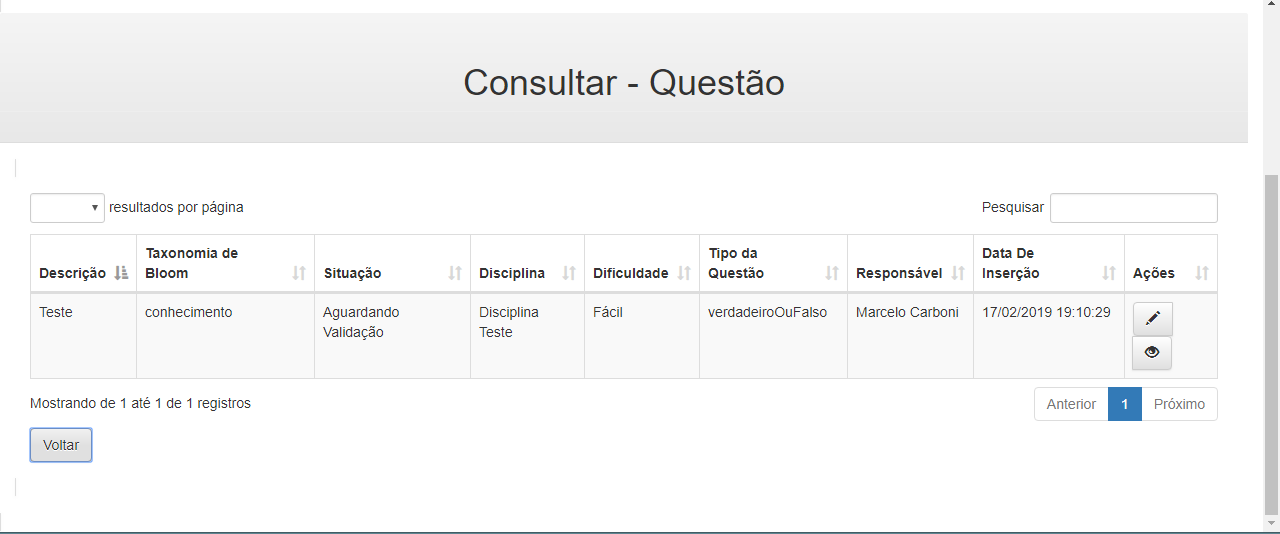 Consultar - Questão
resultados por página
Pesquisar
Descrição Taxonomia de Bloom Situação Disciplina Dificuldade Tipo da Questão Responsável Data De Inserção Ações
Teste conhecimento Aguardando Validação Disciplina Teste Fácil verdadeiroOuFalso Marcelo Carboni 17/02/2019 19:10:29
Mostrando de 1 até 1 de 1 registros
Anterior 1 Próximo
Voltar